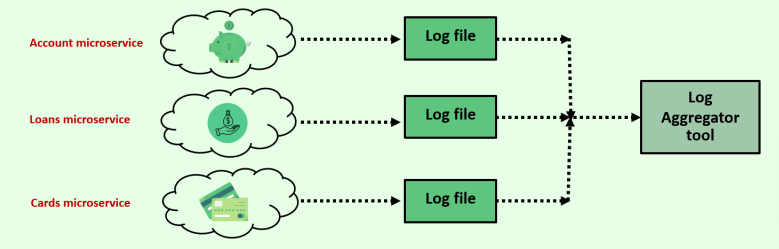 Account microservice
Log file
Loans microservice
Log file
Log
Aggregator
tool
Cards microservice
Log file